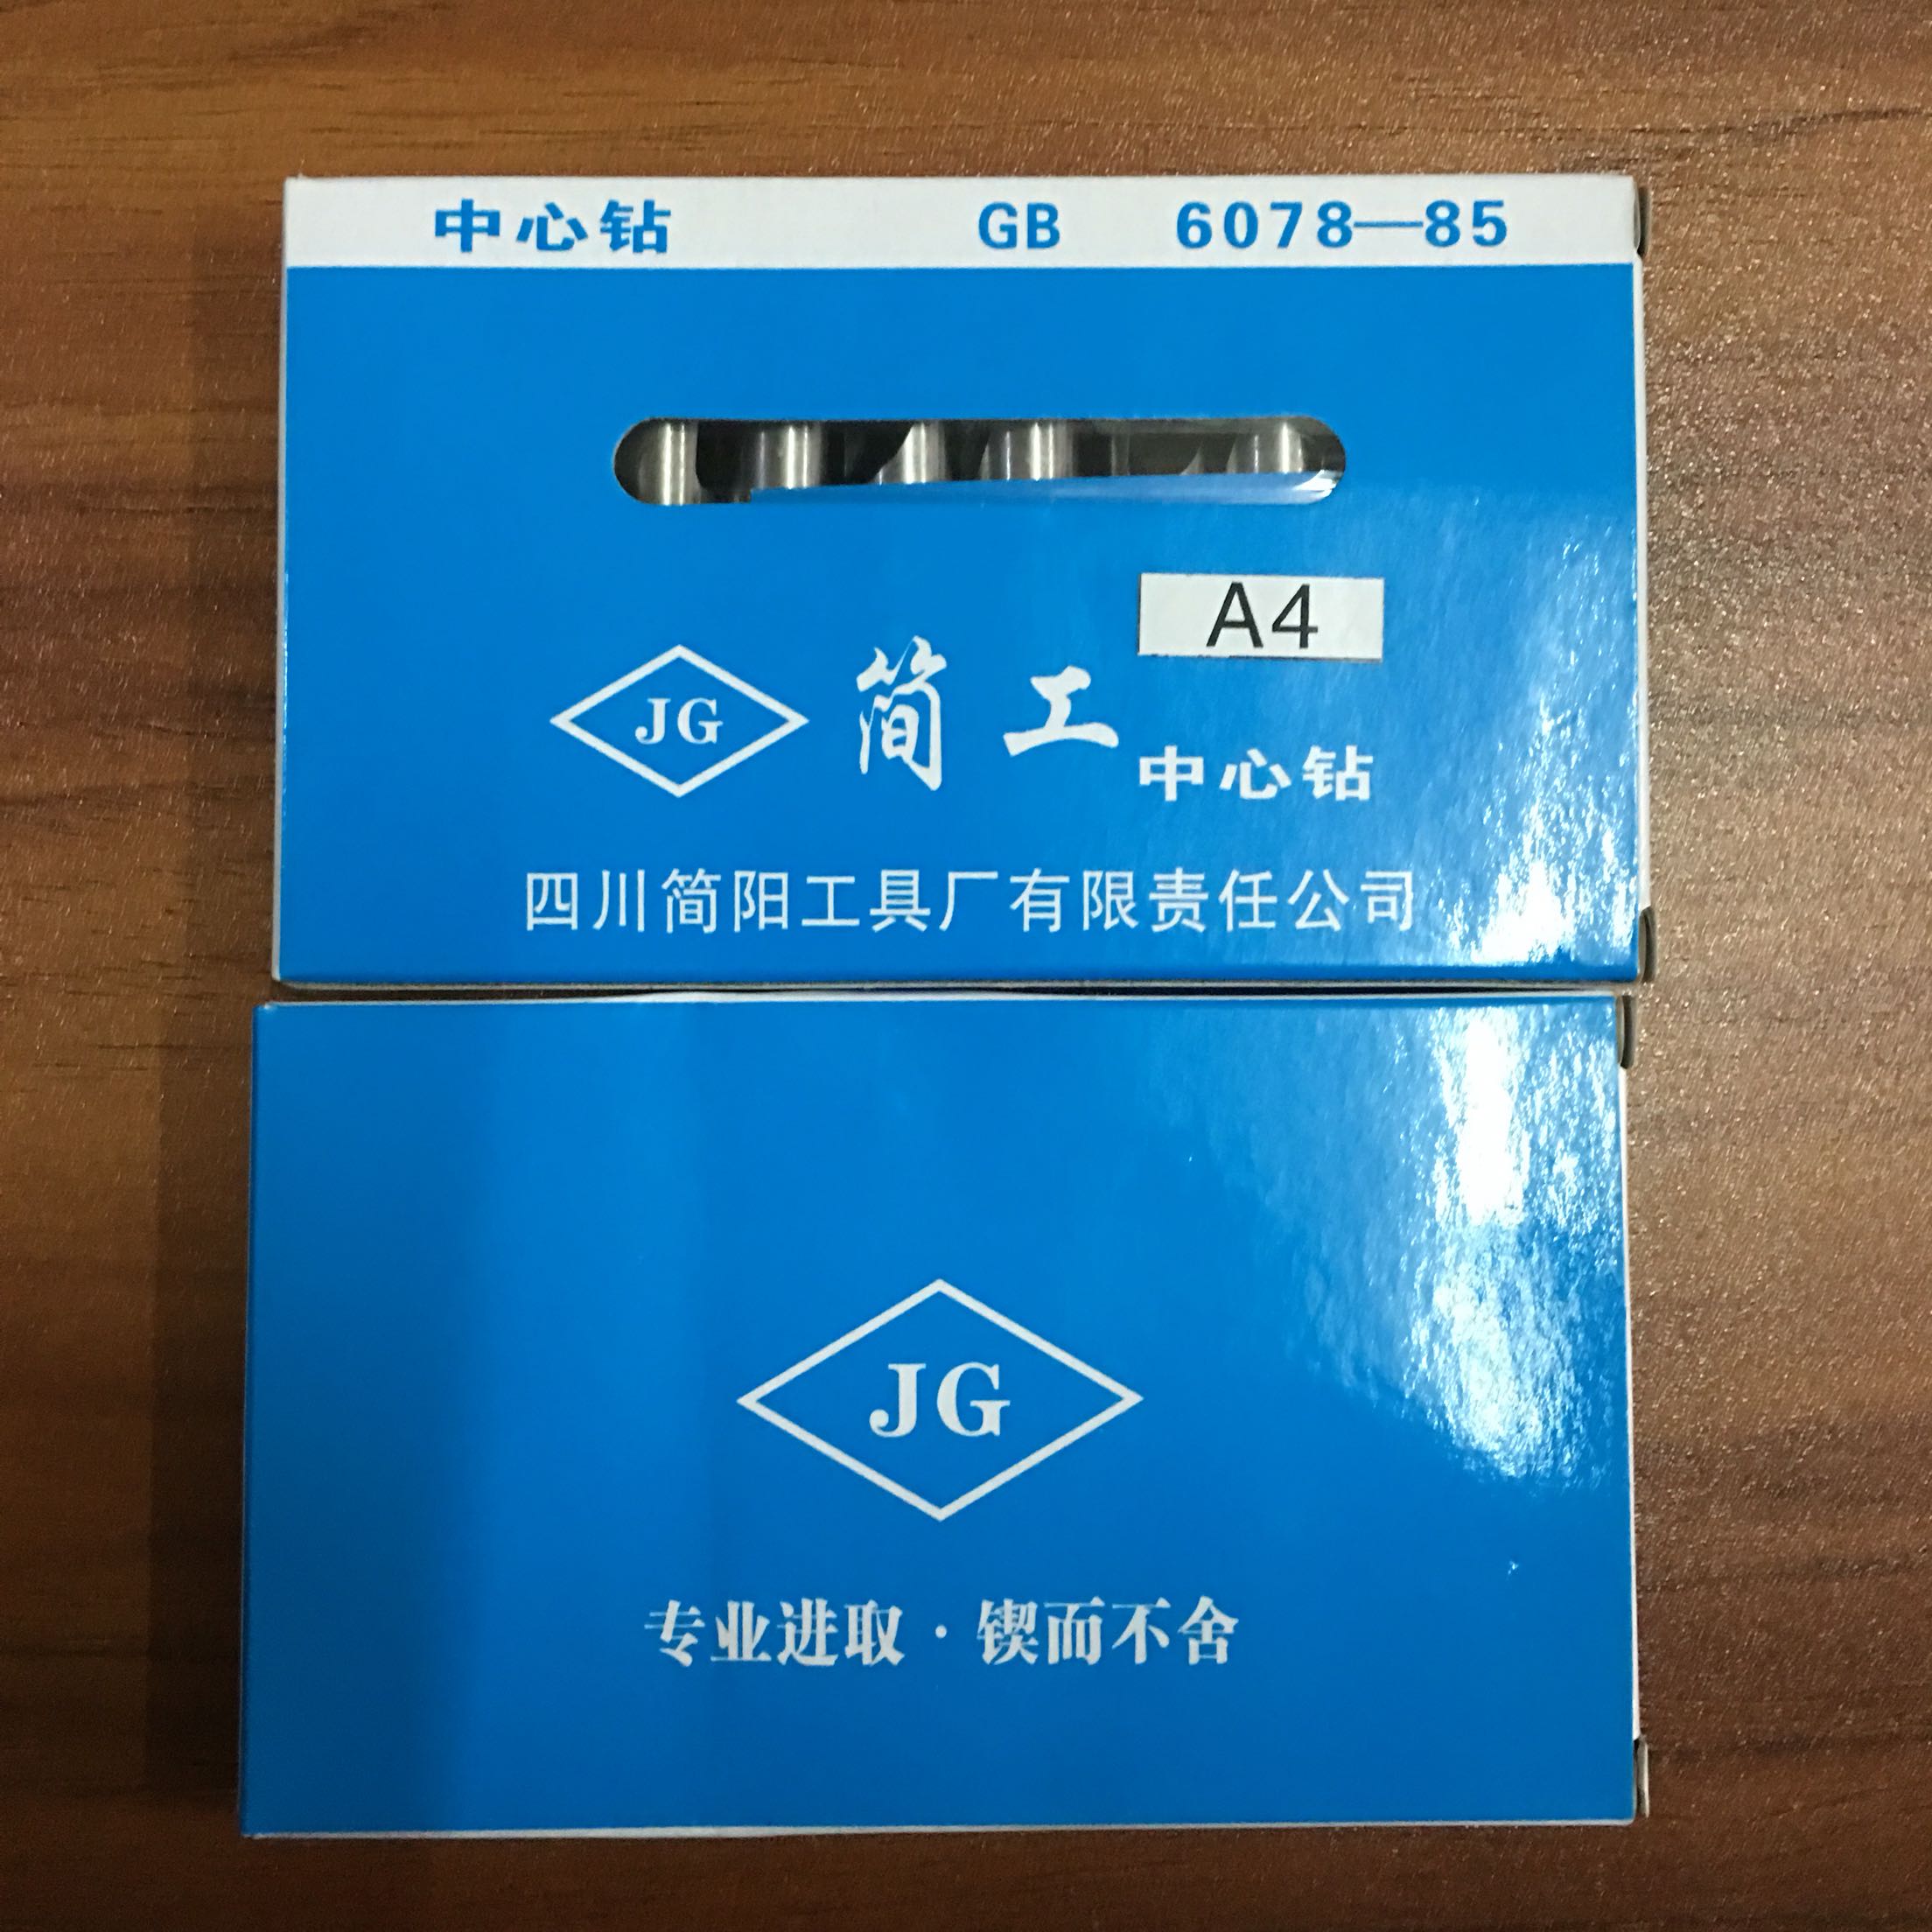 中心钻 GB 6078—85
A4
JG 简工 中心钻
四川简阳工具厂有限责任公司
JG
专业进取·锲而不舍